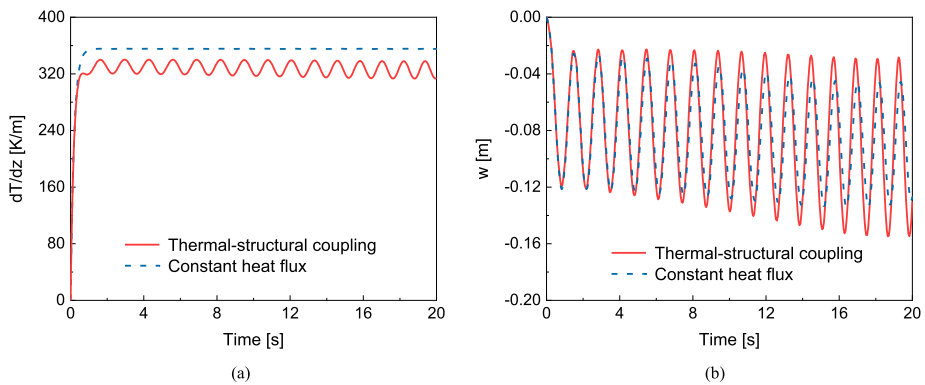 400
320
240
160
80
0
dT/dz [K/m]
Thermal-structural coupling
Constant heat flux
0 4 8 12 16 20
Time [s]
(a)
0.00
-0.04
-0.08
-0.12
-0.16
-0.20
w [m]
Thermal-structural coupling
Constant heat flux
0 4 8 12 16 20
Time [s]
(b)